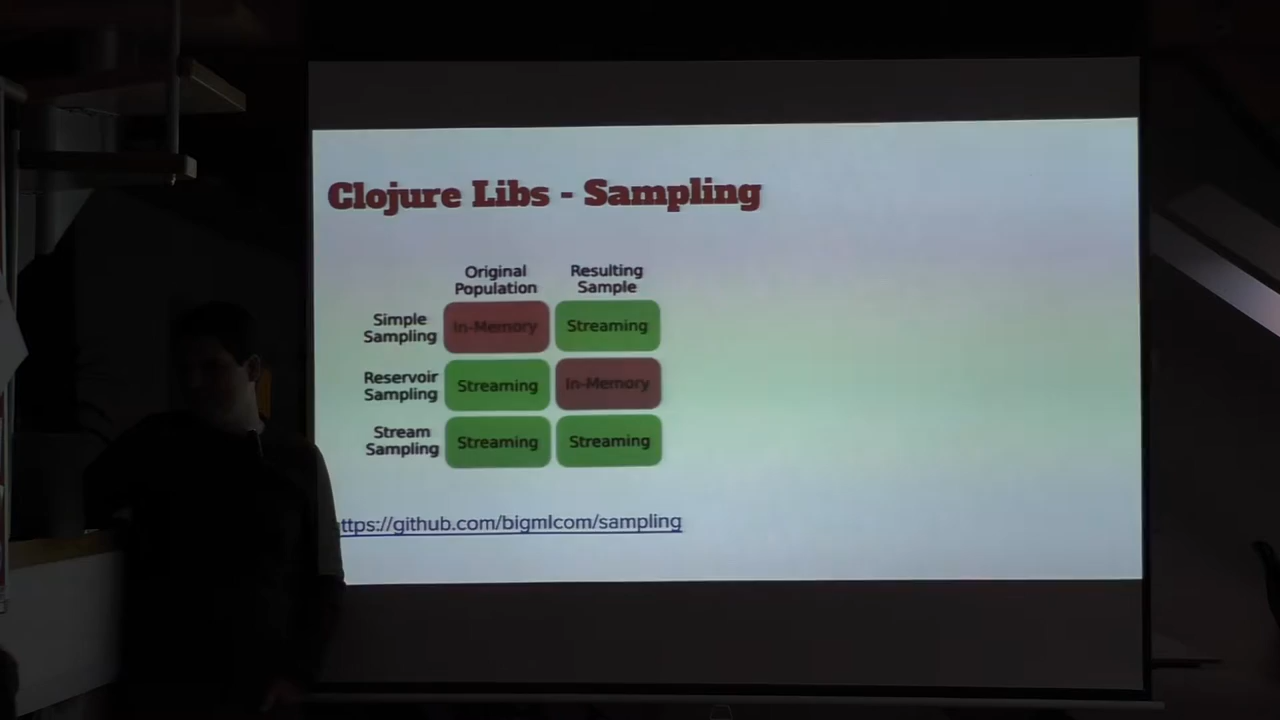 Clojure Libs - Sampling
Original
Population
Resulting
Sample
Simple
Sampling
In-Memory
Streaming
Reservoir
Sampling
Streaming
In-Memory
Stream
Sampling
Streaming
Streaming
ttps://github.com/bigmlcom/sampling